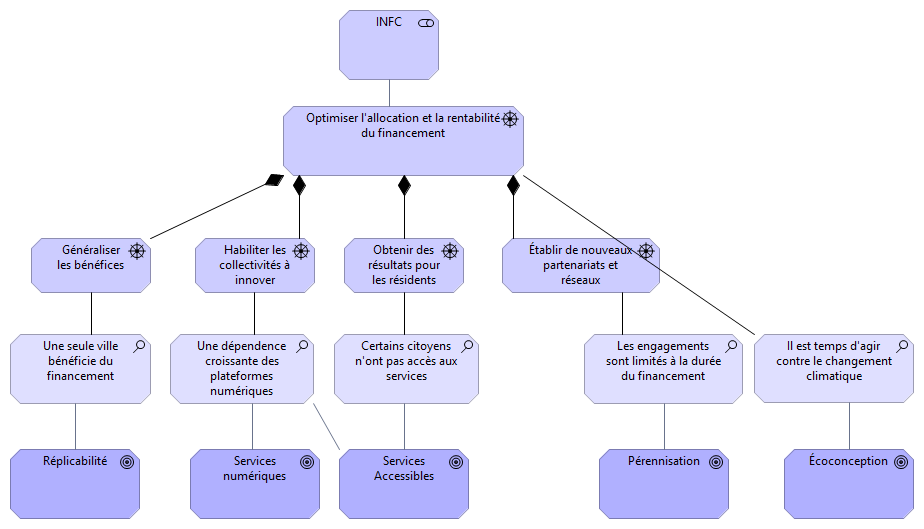 INFC
Optimiser l'allocation et la rentabilité
du financement
Généraliser
les bénéfices
Habiliter les
collectivités à
innover
Obtenir des
résultats pour
les résidents
Établir de nouveaux
partenariats et
réseaux
Une seule ville
bénéficie du
financement
Une dépendence
croissante des
plateformes
numériques
Certains citoyens
n'ont pas accès aux
services
Les engagements
sont limités à la durée
du financement
Il est temps d'agir
contre le changement
climatique
Réplicabilité
Services
numériques
Services
Accessibles
Pérennisation
Écoconception